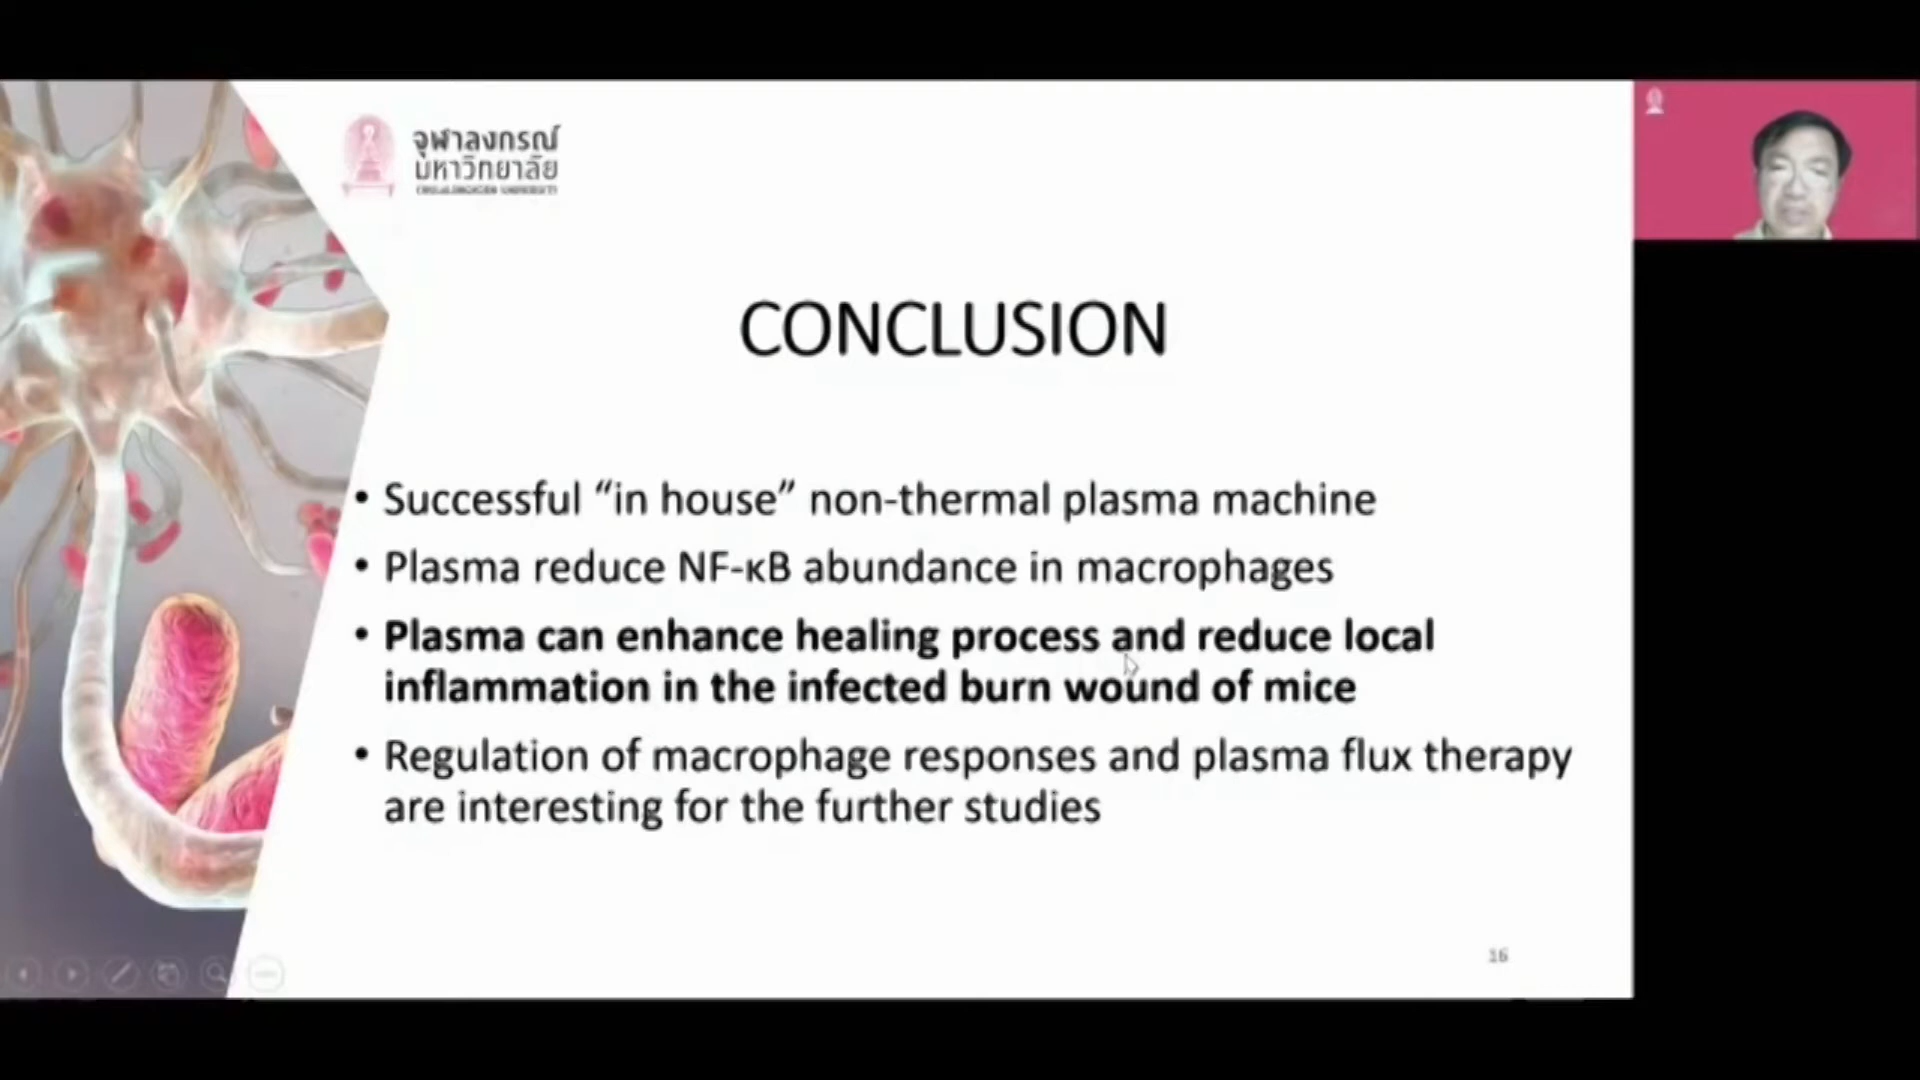 จุฬาลงกรณ์
มหาวิทยาลัย
CHULALONGKORN UNIVERSITY
CONCLUSION
• Successful “in house” non-thermal plasma machine
• Plasma reduce NF-κB abundance in macrophages
• Plasma can enhance healing process and reduce local
inflammation in the infected burn wound of mice
• Regulation of macrophage responses and plasma flux therapy
are interesting for the further studies
16